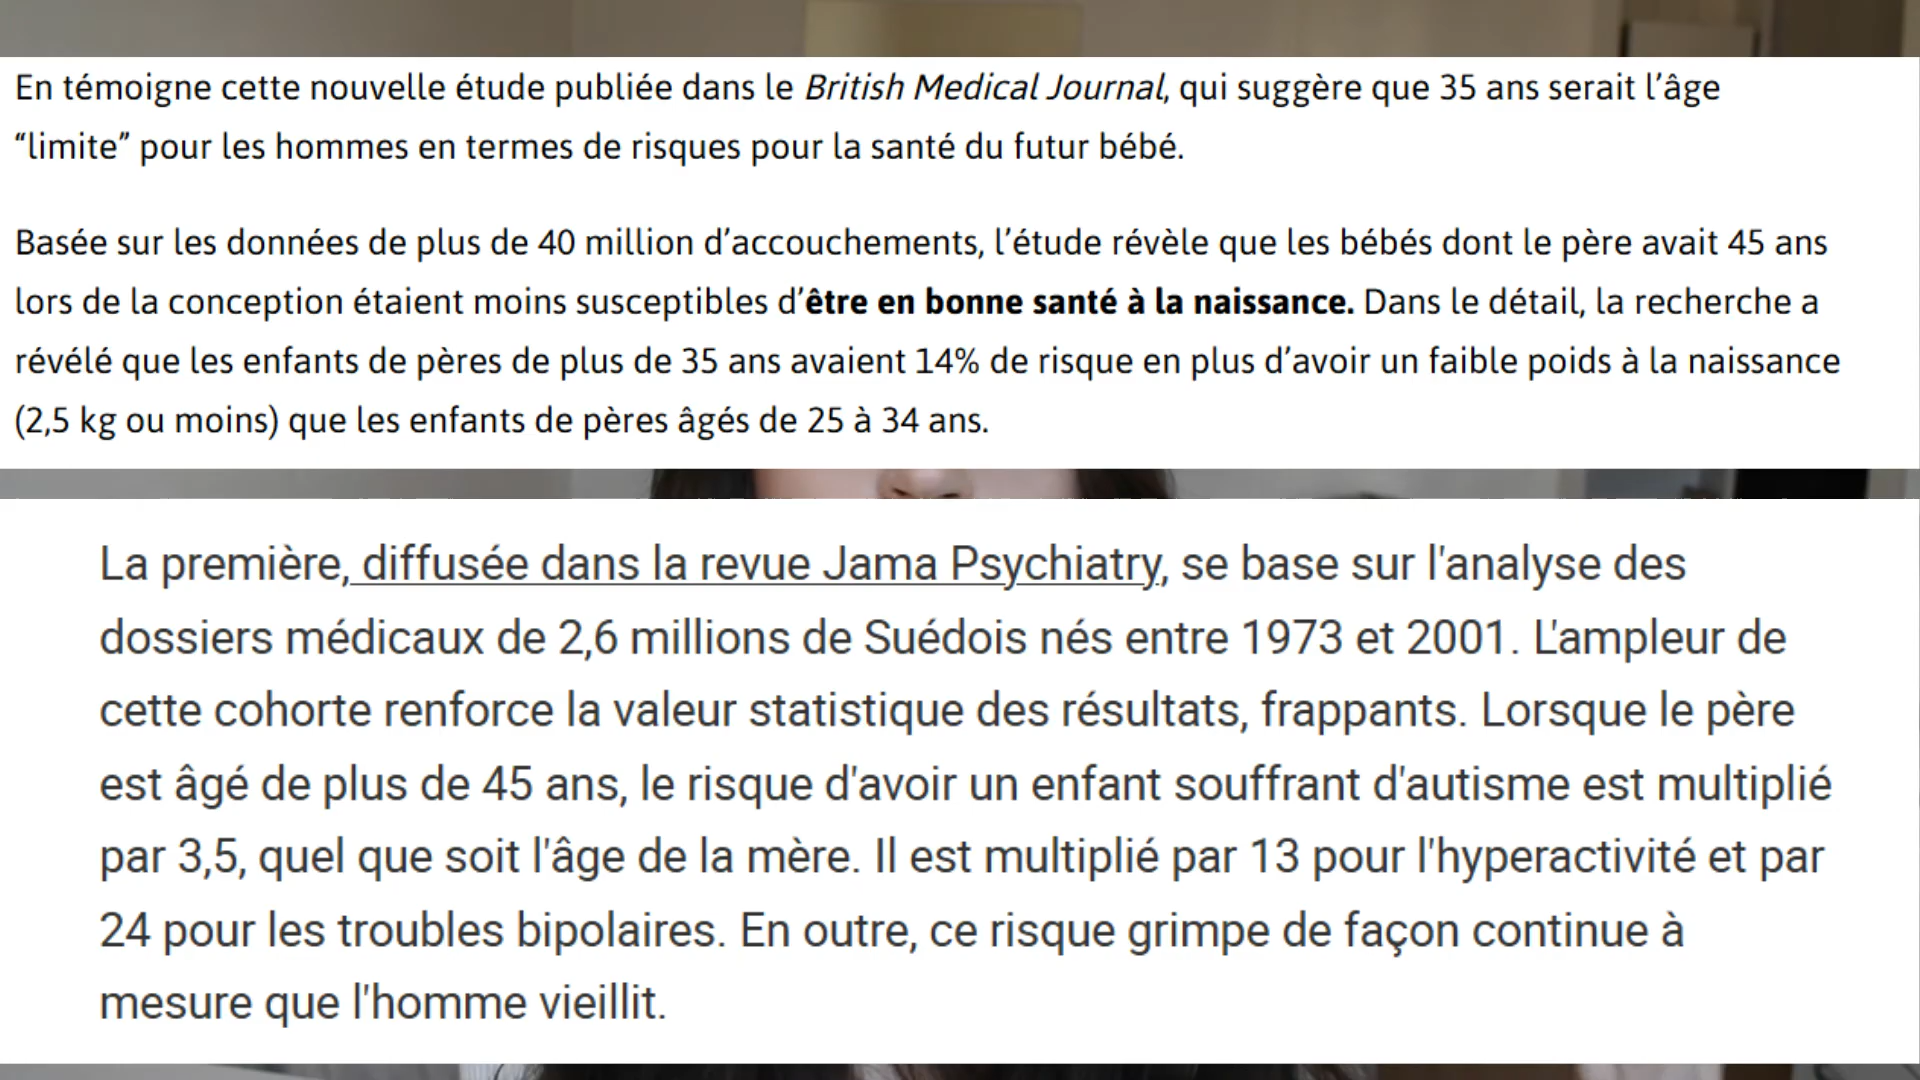 En témoigne cette nouvelle étude publiée dans le British Medical Journal, qui suggère que 35 ans serait l’âge
“limite” pour les hommes en termes de risques pour la santé du futur bébé.
Basée sur les données de plus de 40 million d’accouchements, l’étude révèle que les bébés dont le père avait 45 ans
lors de la conception étaient moins susceptibles d’être en bonne santé à la naissance. Dans le détail, la recherche a
révélé que les enfants de pères de plus de 35 ans avaient 14% de risque en plus d’avoir un faible poids à la naissance
(2,5 kg ou moins) que les enfants de pères âgés de 25 à 34 ans.
La première, diffusée dans la revue Jama Psychiatry, se base sur l'analyse des
dossiers médicaux de 2,6 millions de Suédois nés entre 1973 et 2001. L'ampleur de
cette cohorte renforce la valeur statistique des résultats, frappants. Lorsque le père
est âgé de plus de 45 ans, le risque d'avoir un enfant souffrant d'autisme est multiplié
par 3,5, quel que soit l'âge de la mère. Il est multiplié par 13 pour l'hyperactivité et par
24 pour les troubles bipolaires. En outre, ce risque grimpe de façon continue à
mesure que l'homme vieillit.